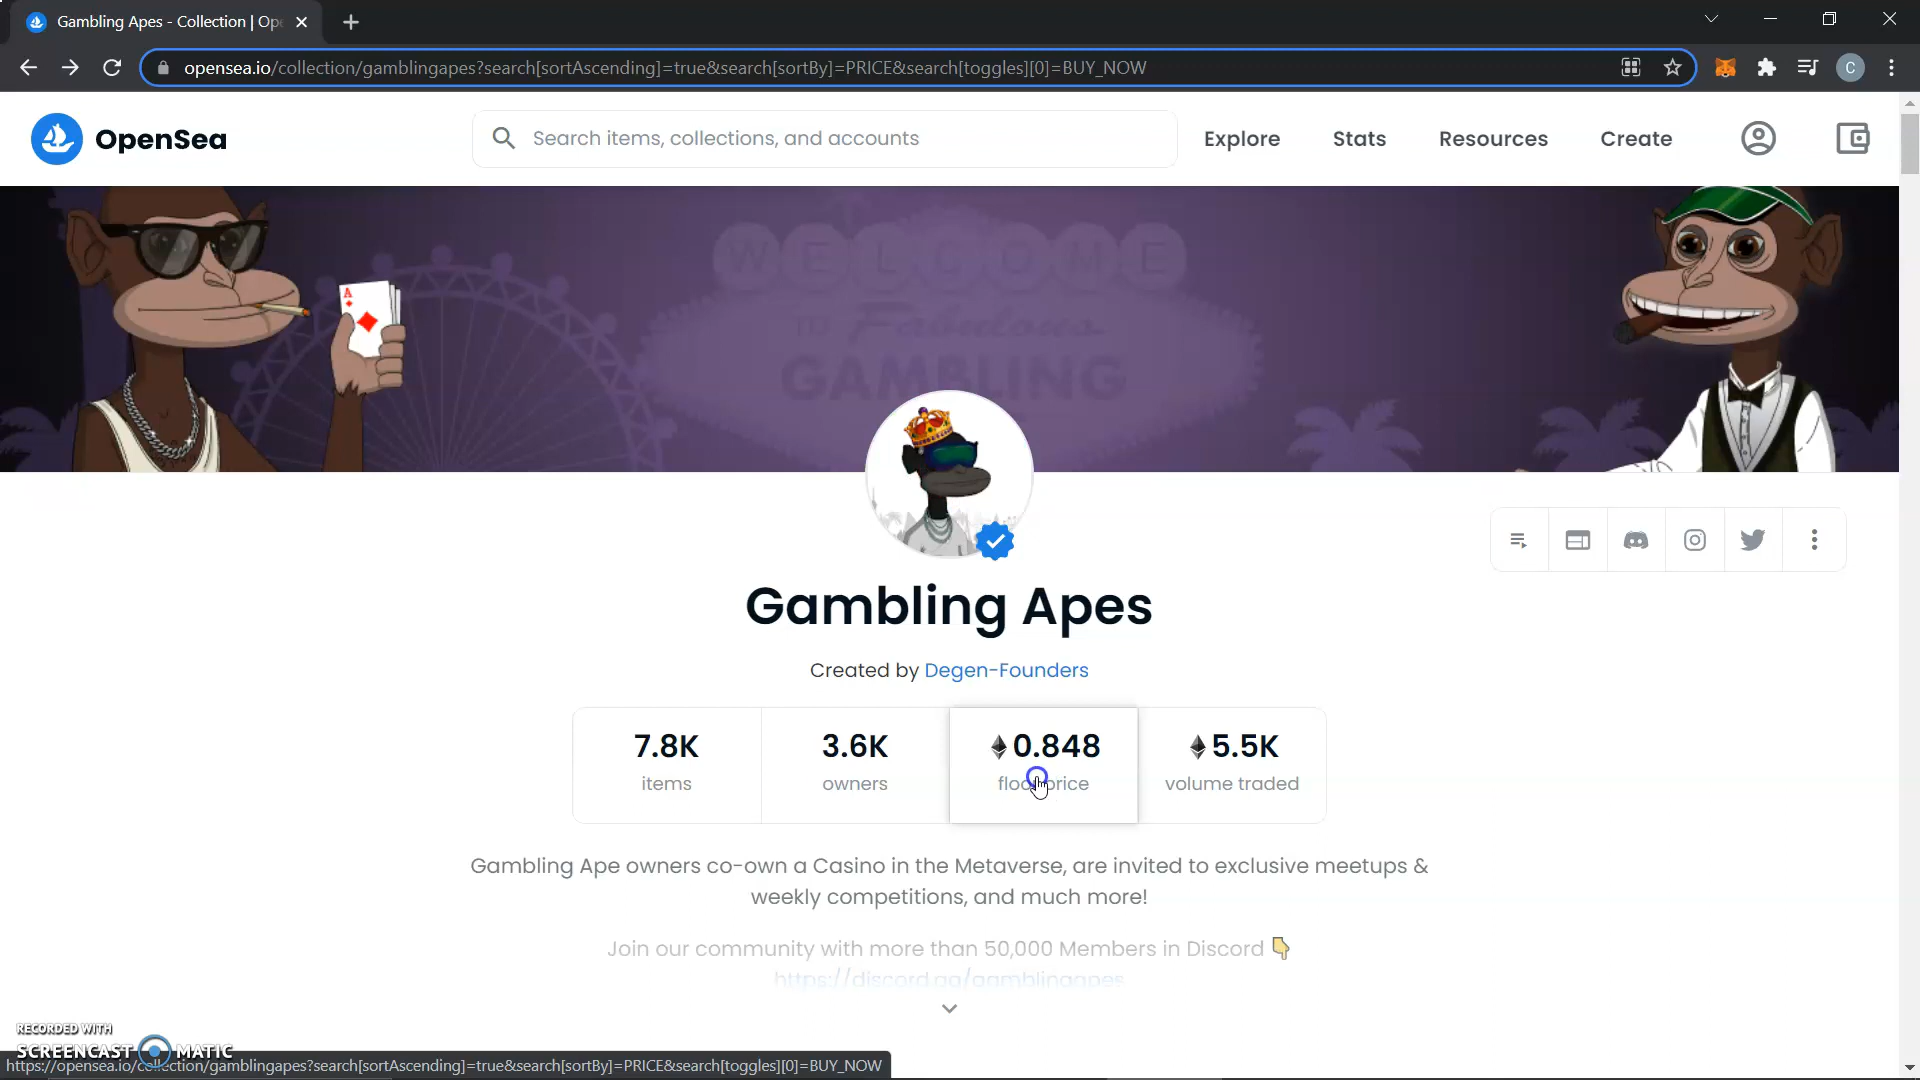 Gambling Apes - Collection | Ope
opensea.io/collection/gamblingapes?search[sortAscending]=true&search[sortBy]=PRICE&search[toggles][0]=BUY_NOW
C
OpenSea
Search items, collections, and accounts
Explore
Stats
Resources
Create
WELCOME
TO Fabulous
GAMBLING
A
Gambling Apes
Created by Degen-Founders
7.8K
items
3.6K
owners
0.848
floor price
5.5K
volume traded
Gambling Ape owners co-own a Casino in the Metaverse, are invited to exclusive meetups &
weekly competitions, and much more!
Join our community with more than 50,000 Members in Discord 👇
https://discord.gg/gamblingapes
RECORDED WITH
SCREENCAST MATIC
https://opensea.io/collection/gamblingapes?search[sortAscending]=true&search[sortBy]=PRICE&search[toggles][0]=BUY_NOW